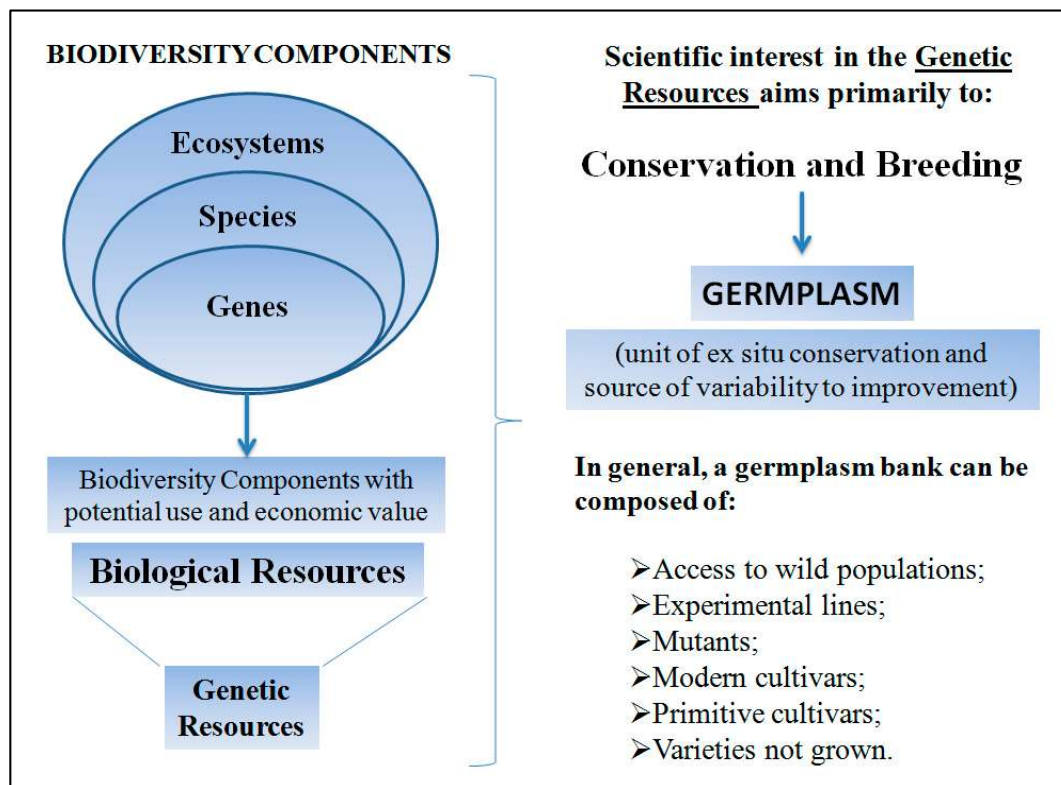 BIODIVERSITY COMPONENTS
Ecosystems
Species
Genes
Biodiversity Components with
potential use and economic value
Biological Resources
Genetic
Resources
Scientific interest in the Genetic
Resources aims primarily to:
Conservation and Breeding
GERMPLASM
(unit of ex situ conservation and
source of variability to improvement)
In general, a germplasm bank can be
composed of:
➢Access to wild populations;
➢Experimental lines;
➢Mutants;
➢Modern cultivars;
➢Primitive cultivars;
➢Varieties not grown.